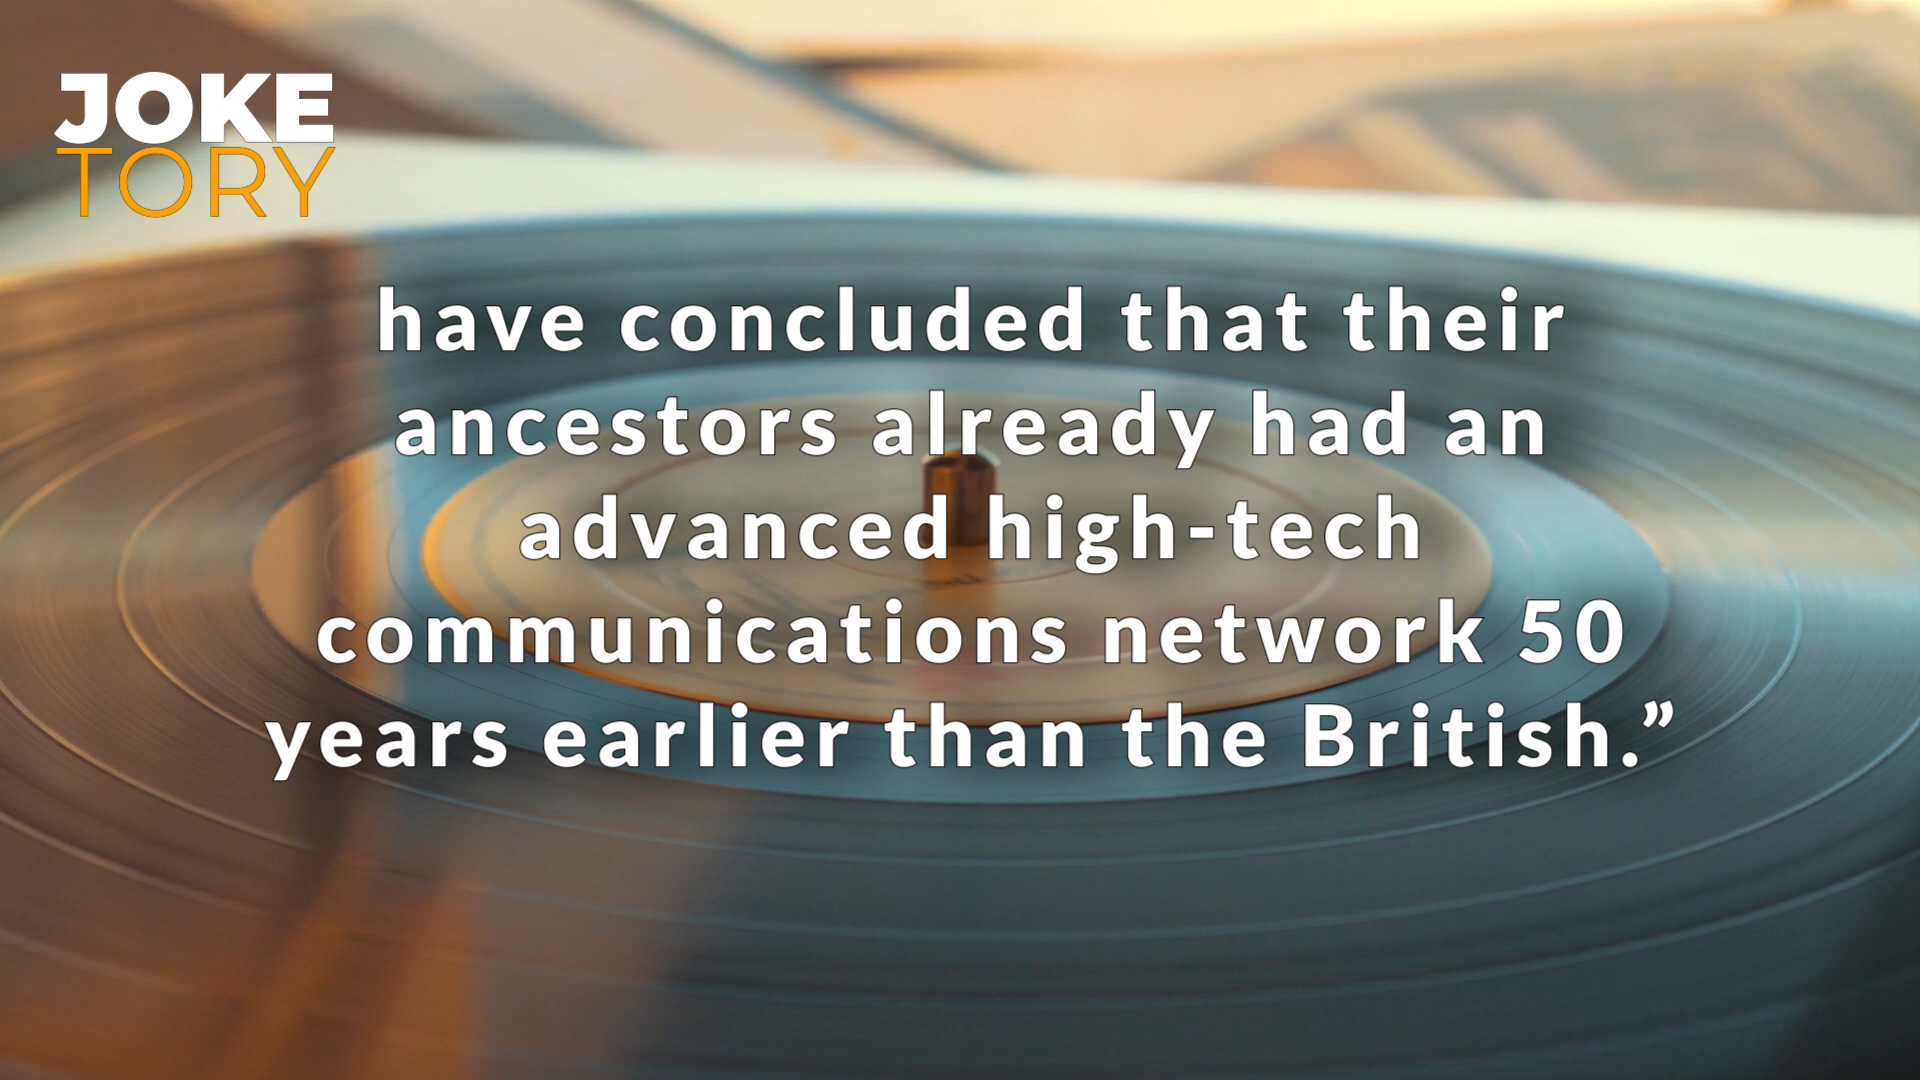 JOKE
TORY
have concluded that their
ancestors already had an
advanced high-tech
communications network 50
years earlier than the British.”